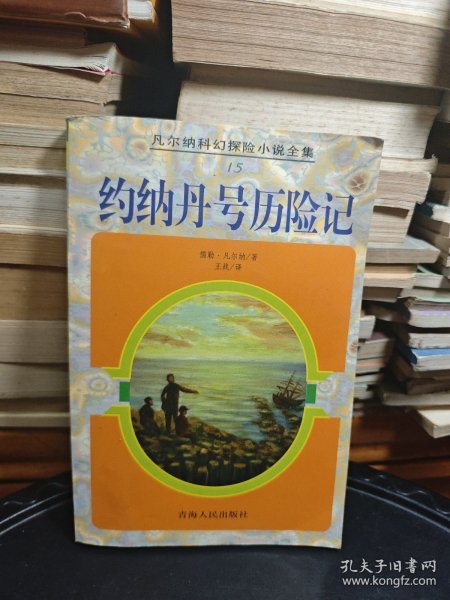 凡尔纳科幻探险小说全集
15
约纳丹号历险记
儒勒·凡尔纳/著
王残/译
青海人民出版社
孔夫子旧书网
www.kongfz.com